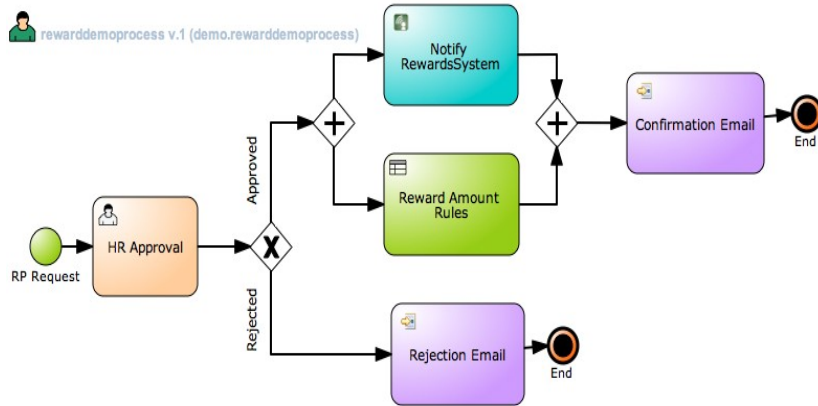 rewarddemoprocess v.1 (demo.rewarddemoprocess)
Notify
RewardsSystem
Approved
Confirmation Email
End
Reward Amount
Rules
HR Approval
X
RP Request
Rejected
Rejection Email
End